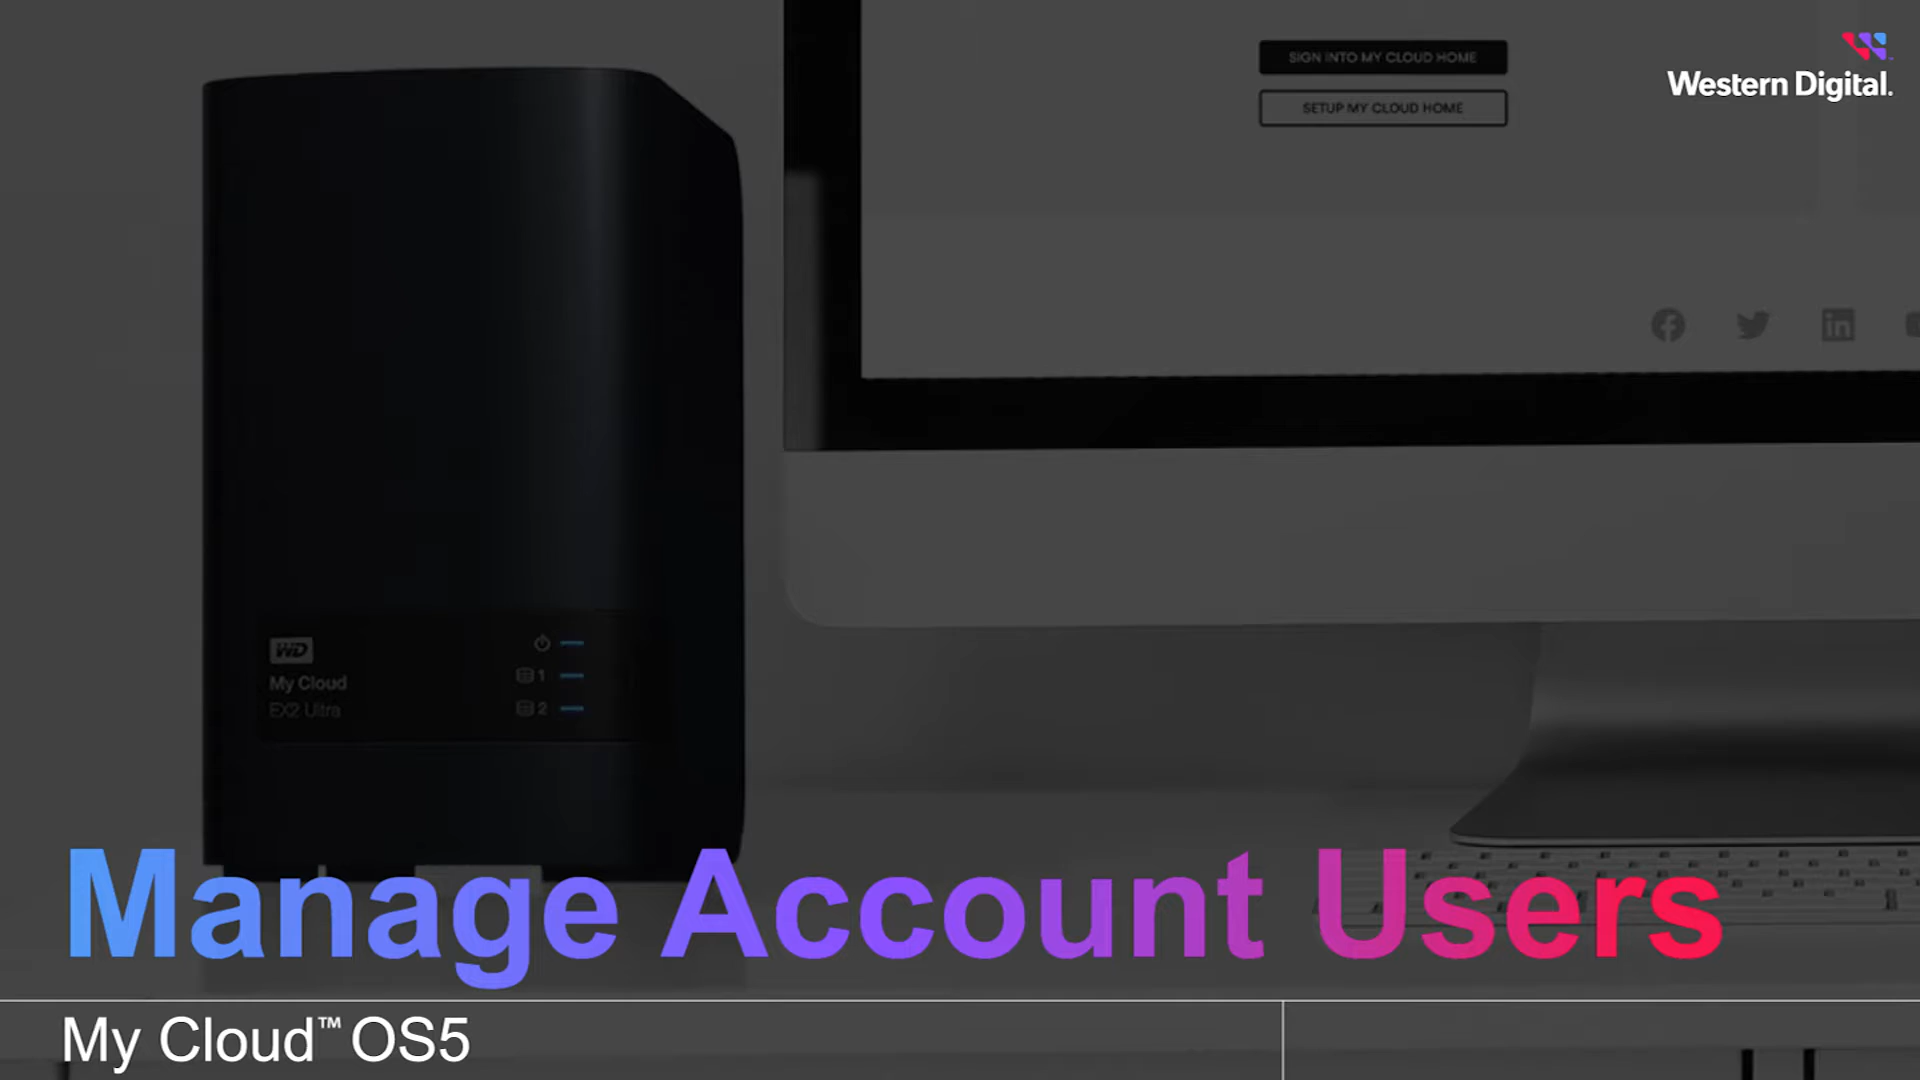 SIGN INTO MY CLOUD HOME
SETUP MY CLOUD HOME
Western Digital.
WD
My Cloud
EX2 Ultra
1
2
Manage Account Users
My Cloud™ OS5